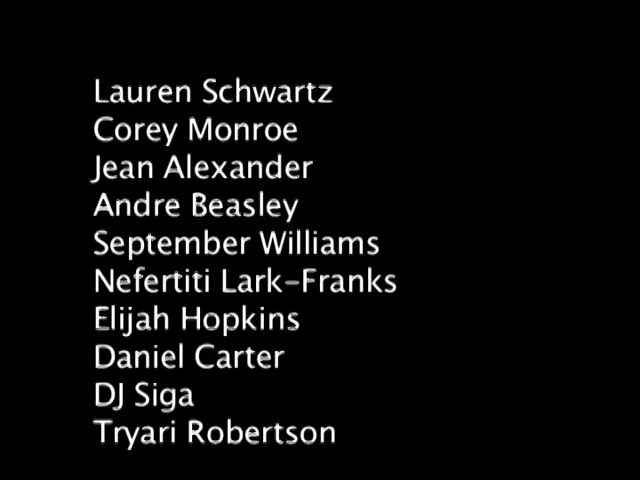 Lauren Schwartz
Corey Monroe
Jean Alexander
Andre Beasley
September Williams
Nefertiti Lark-Franks
Elijah Hopkins
Daniel Carter
DJ Siga
Tryari Robertson